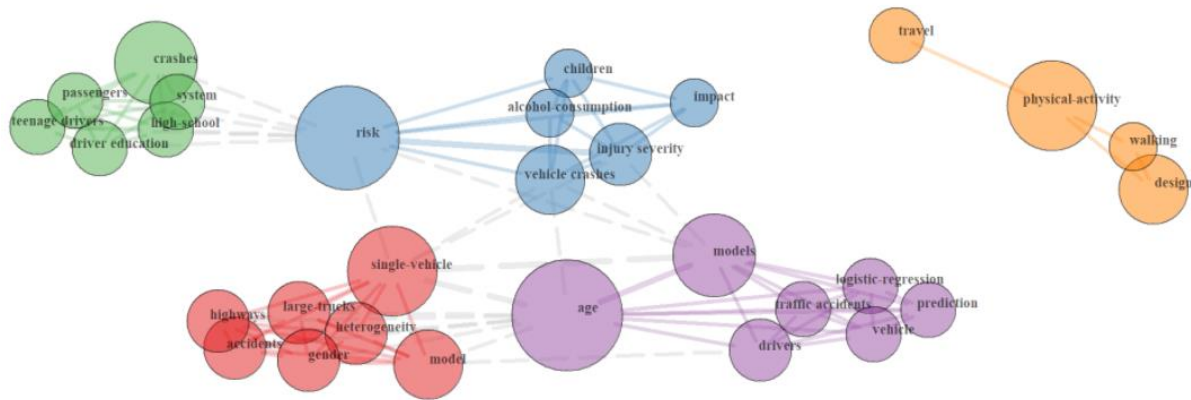 crashes
passengers
system
teenage drivers
high-school
driver education
risk
children
alcohol-consumption
impact
injury severity
vehicle crashes
travel
physical-activity
walking
design
single-vehicle
large-trucks
highways
heterogeneity
accidents
gender
model
age
models
logistic-regression
traffic accidents
prediction
vehicle
drivers